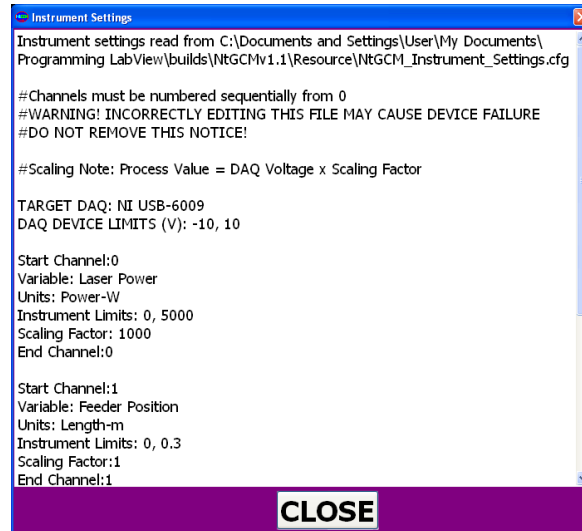 Instrument Settings
Instrument settings read from C:\Documents and Settings\User\My Documents\
Programming LabView\builds\NtGCMv1.1\Resource\NtGCM_Instrument_Settings.cfg
#Channels must be numbered sequentially from 0
#WARNING! INCORRECTLY EDITING THIS FILE MAY CAUSE DEVICE FAILURE
#DO NOT REMOVE THIS NOTICE!
#Scaling Note: Process Value = DAQ Voltage x Scaling Factor
TARGET DAQ: NI USB-6009
DAQ DEVICE LIMITS (V): -10, 10
Start Channel:0
Variable: Laser Power
Units: Power-W
Instrument Limits: 0, 5000
Scaling Factor: 1000
End Channel:0
Start Channel:1
Variable: Feeder Position
Units: Length-m
Instrument Limits: 0, 0.3
Scaling Factor:1
End Channel:1
CLOSE